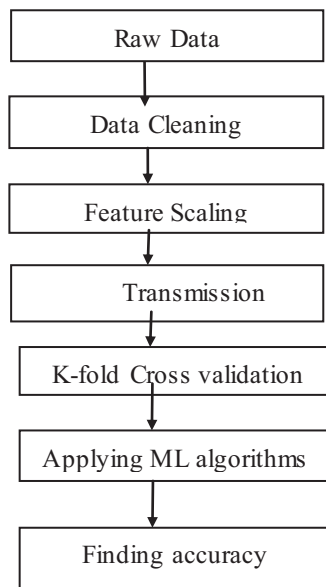 Raw Data
Data Cleaning
Feature Scaling
Transmission
K-fold Cross validation
Applying ML algorithms
Finding accuracy